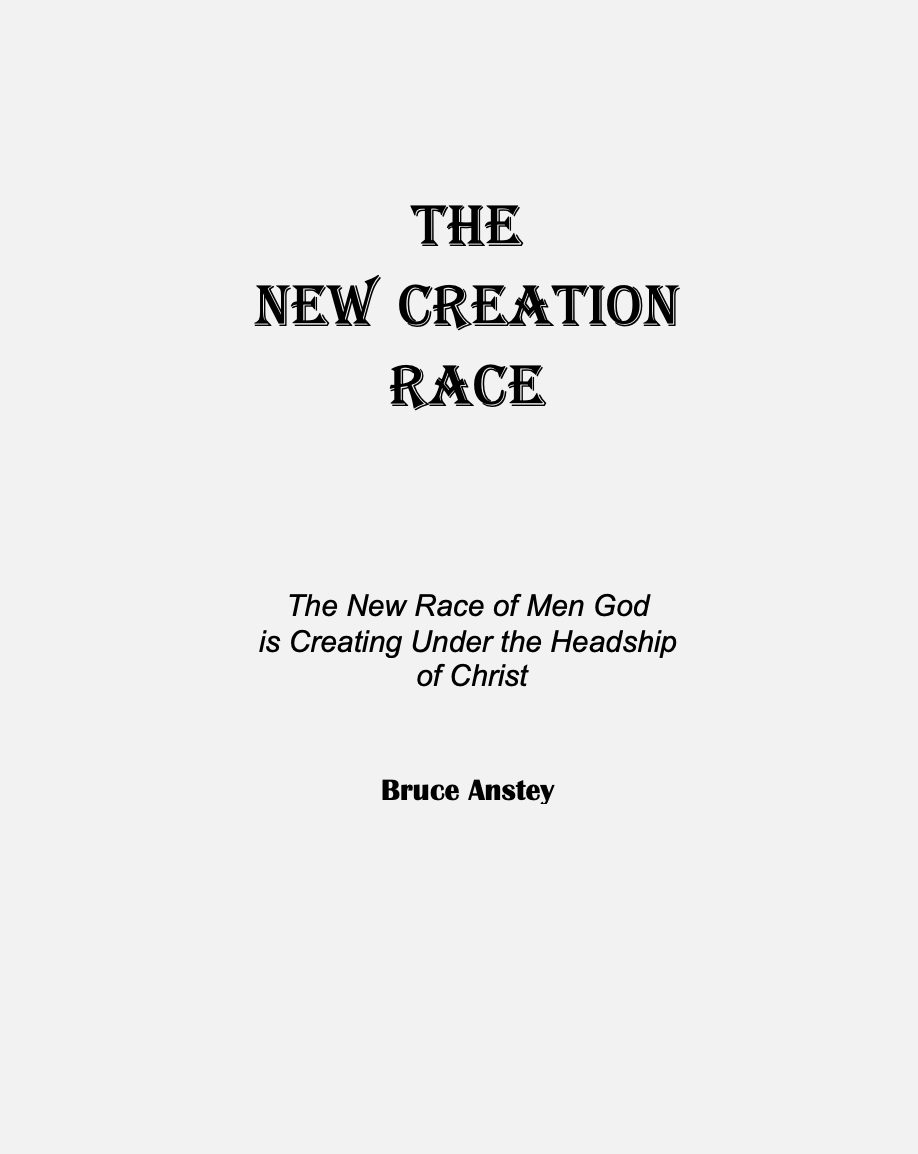 THE
NEW CREATION
RACE
The New Race of Men God
is Creating Under the Headship
of Christ
Bruce Anstey